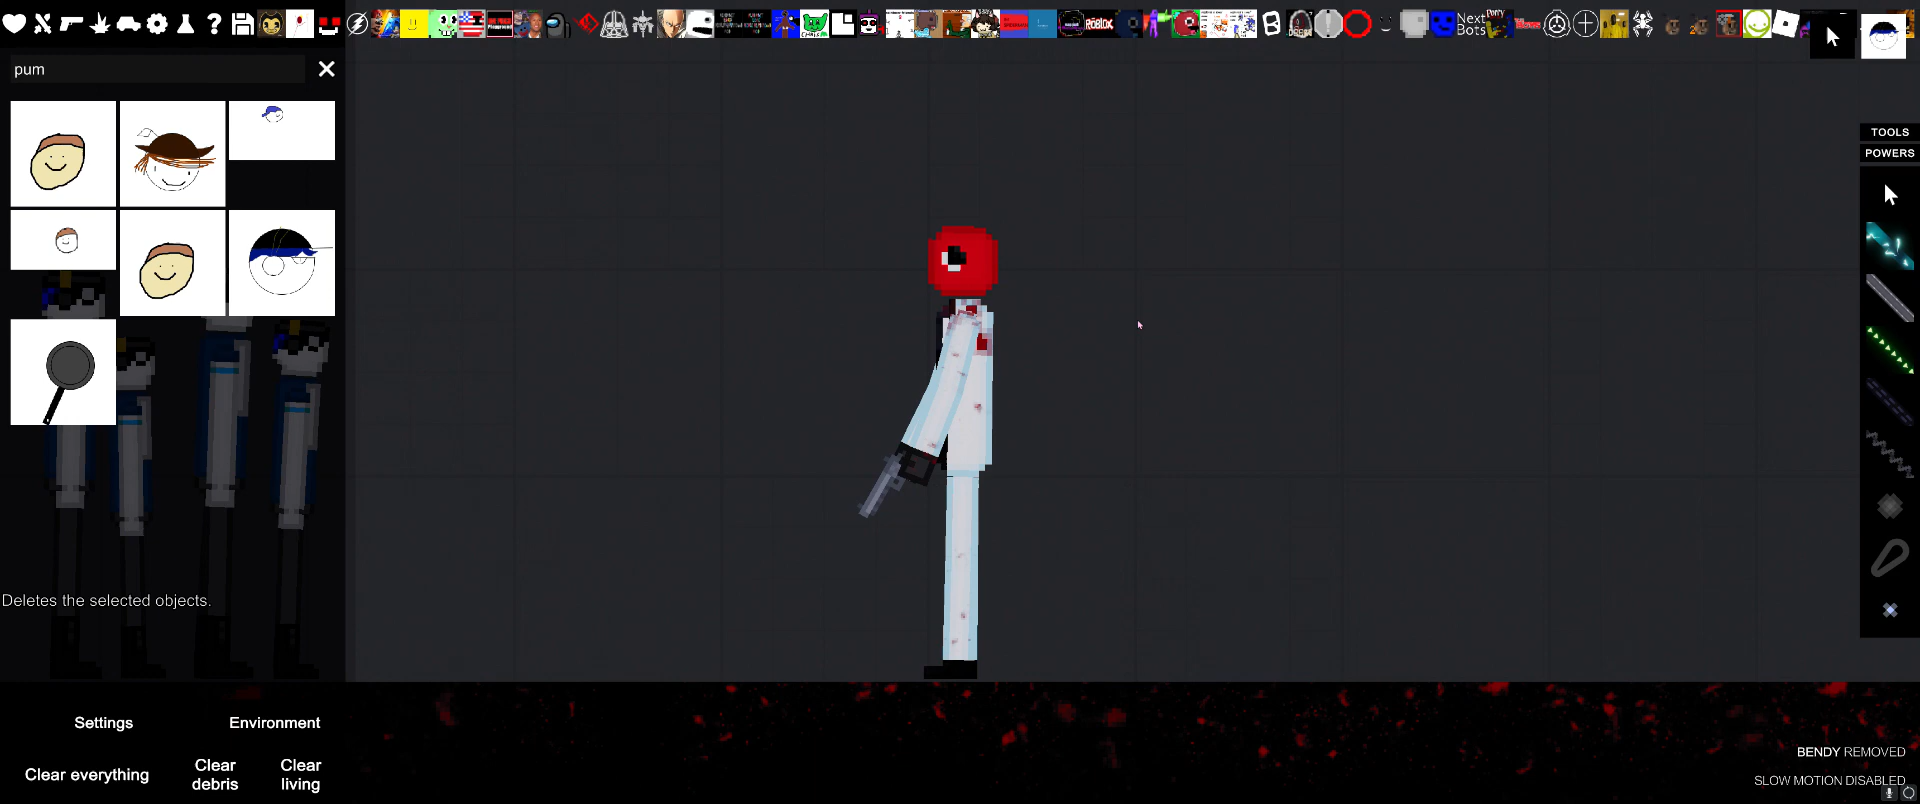 Next
Bots
ROBLOX
pum
TOOLS
POWERS
Deletes the selected objects.
Settings
Environment
Clear everything
Clear
debris
Clear
living
BENDY REMOVED
SLOW MOTION DISABLED